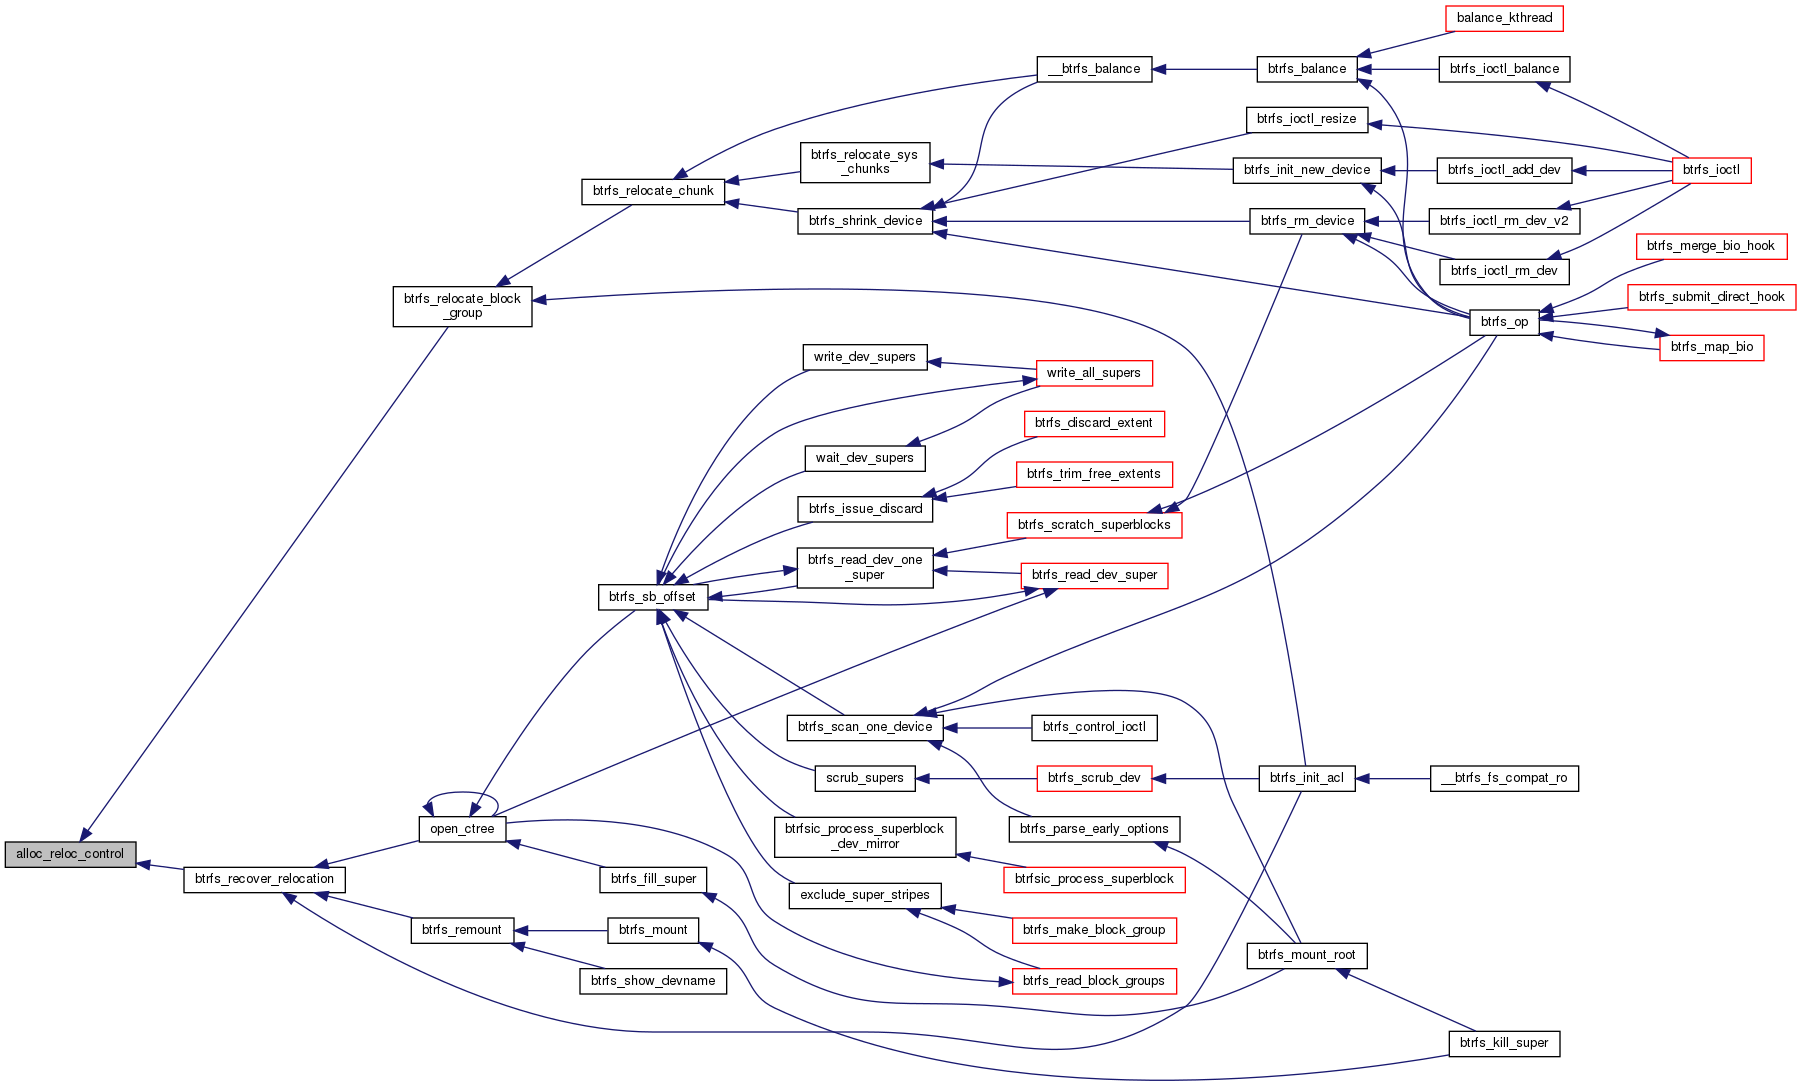 balance_kthread
__btrfs_balance
btrfs_balance
btrfs_ioctl_balance
btrfs_ioctl_resize
btrfs_relocate_sys
_chunks
btrfs_init_new_device
btrfs_ioctl_add_dev
btrfs_ioctl
btrfs_relocate_chunk
btrfs_shrink_device
btrfs_rm_device
btrfs_ioctl_rm_dev_v2
btrfs_merge_bio_hook
btrfs_ioctl_rm_dev
btrfs_submit_direct_hook
btrfs_relocate_block
_group
btrfs_op
btrfs_map_bio
write_dev_supers
write_all_supers
btrfs_discard_extent
wait_dev_supers
btrfs_trim_free_extents
btrfs_issue_discard
btrfs_scratch_superblocks
btrfs_read_dev_one
_super
btrfs_read_dev_super
btrfs_sb_offset
btrfs_scan_one_device
btrfs_control_ioctl
scrub_supers
btrfs_scrub_dev
btrfs_init_acl
__btrfs_fs_compat_ro
open_ctree
btrfsic_process_superblock
_dev_mirror
btrfs_parse_early_options
alloc_reloc_control
btrfs_recover_relocation
btrfs_fill_super
btrfsic_process_superblock
exclude_super_stripes
btrfs_remount
btrfs_mount
btrfs_make_block_group
btrfs_mount_root
btrfs_show_devname
btrfs_read_block_groups
btrfs_kill_super